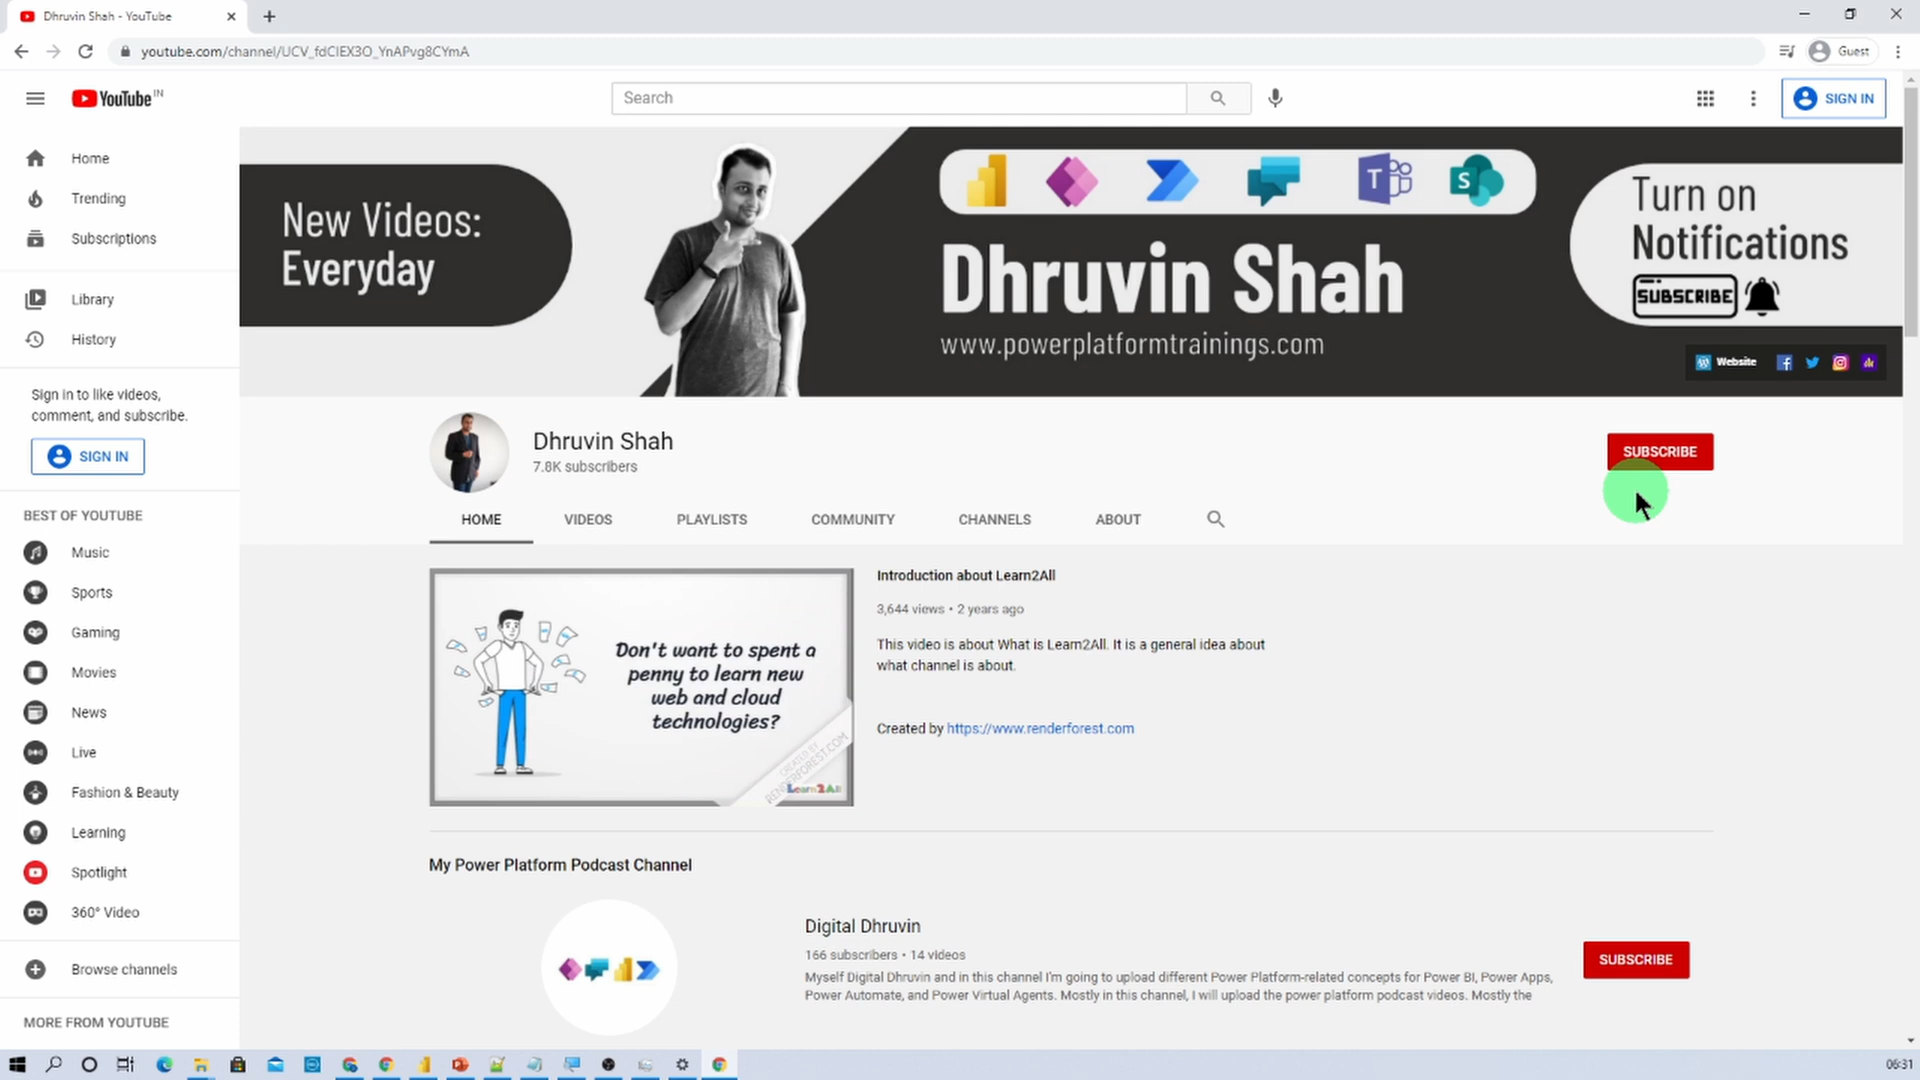 Dhruvin Shah - YouTube
youtube.com/channel/UCV_fdCIEX3O_YnAPvg8CYmA
Guest
YouTube IN
Search
SIGN IN
Home
Trending
Subscriptions
Library
History
Sign in to like videos,
comment, and subscribe.
SIGN IN
BEST OF YOUTUBE
Music
Sports
Gaming
Movies
News
Live
Fashion & Beauty
Learning
Spotlight
360° Video
Browse channels
MORE FROM YOUTUBE
New Videos:
Everyday
Dhruvin Shah
www.powerplatformtrainings.com
Turn on
Notifications
SUBSCRIBE
Website
Dhruvin Shah
7.8K subscribers
SUBSCRIBE
HOME VIDEOS PLAYLISTS COMMUNITY CHANNELS ABOUT
Don't want to spent a
penny to learn new
web and cloud
technologies?
CREATED BY
RENDERFOREST.COM
Learn2All
Introduction about Learn2All
3,644 views • 2 years ago
This video is about What is Learn2All. It is a general idea about
what channel is about.
Created by https://www.renderforest.com
My Power Platform Podcast Channel
Digital Dhruvin
166 subscribers • 14 videos
Myself Digital Dhruvin and in this channel I'm going to upload different Power Platform-related concepts for Power BI, Power Apps,
Power Automate, and Power Virtual Agents. Mostly in this channel, I will upload the power platform podcast videos. Mostly the
SUBSCRIBE
06:31